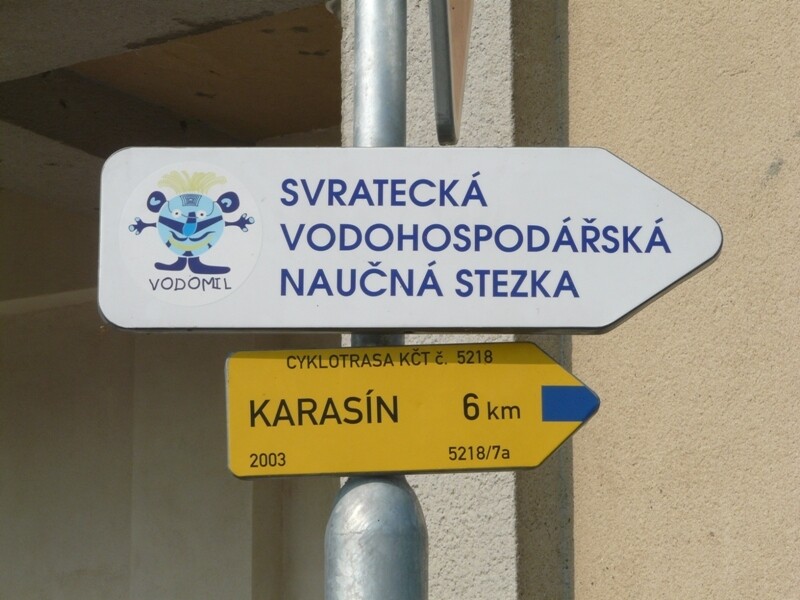 SVRATECKÁ
VODOHOSPODÁŘSKÁ
NAUČNÁ STEZKA
VODOMIL
CYKLOTRASA KČT č. 5218
KARASÍN 6 km
2003 5218/7a